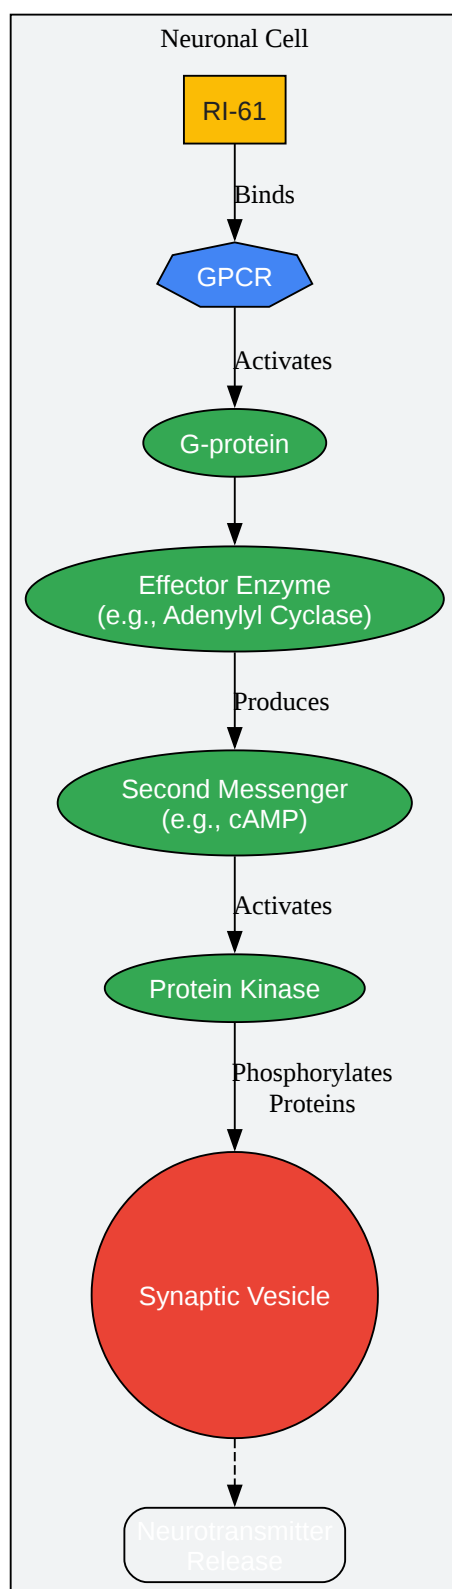 Neuronal Cell
RI-61
Binds
GPCR
Activates
G-protein
Effector Enzyme
(e.g., Adenylyl Cyclase)
Produces
Second Messenger
(e.g., cAMP)
Activates
Protein Kinase
Phosphorylates
Proteins
Synaptic Vesicle
Neurotransmitter
Release